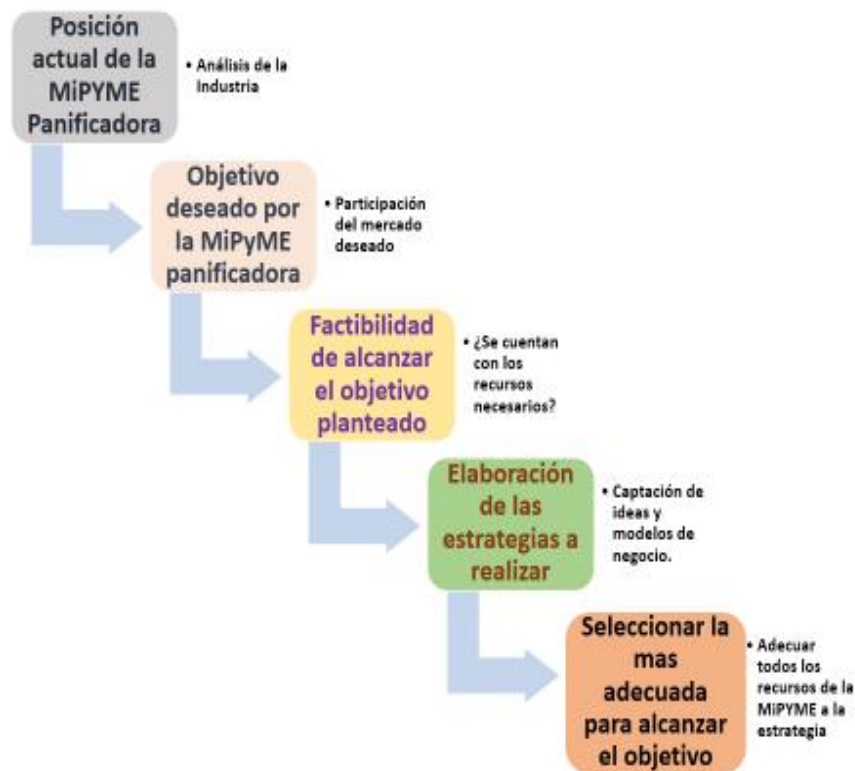 Posición
actual de la
MiPYME
Panificadora
• Análisis de la
Industria
Objetivo
deseado por
la MiPyME
panificadora
• Participación
del mercado
deseado
Factibilidad
de alcanzar
el objetivo
planteado
• ¿Se cuentan
con los
recursos
necesarios?
Elaboración
de las
estrategias a
realizar
• Captación de
ideas y
modelos de
negocio.
Seleccionar la
mas
adecuada
para alcanzar
el objetivo
• Adecuar
todos los
recursos de la
MiPYME a la
estrategia